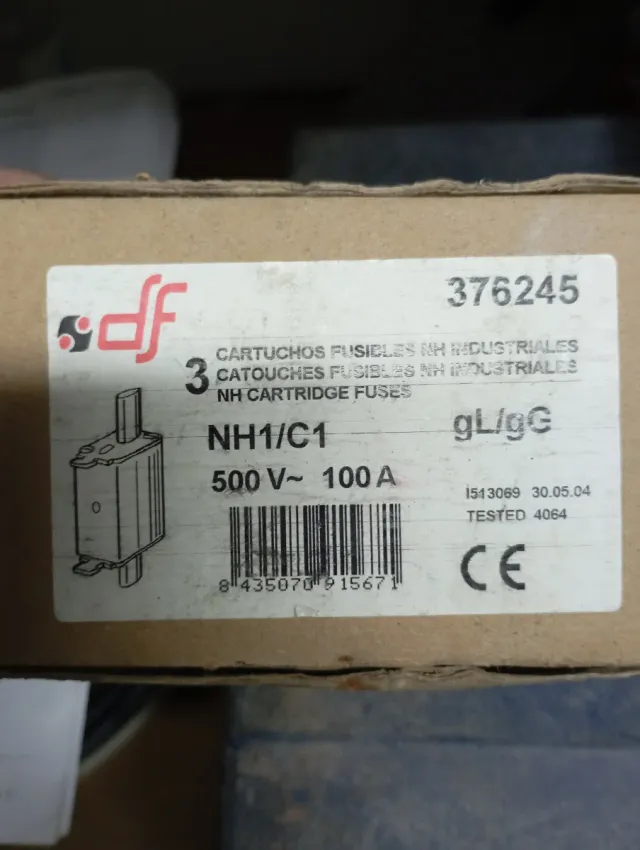 df
376245
3
CARTUCHOS FUSIBLES NH INDUSTRIALES
CATOUCHES FUSIBLES NH INDUSTRIALES
NH CARTRIDGE FUSES
NH1/C1
gL/gG
500 V~ 100 A
I513069 30.05.04
TESTED 4064
CE
8 435070 915671